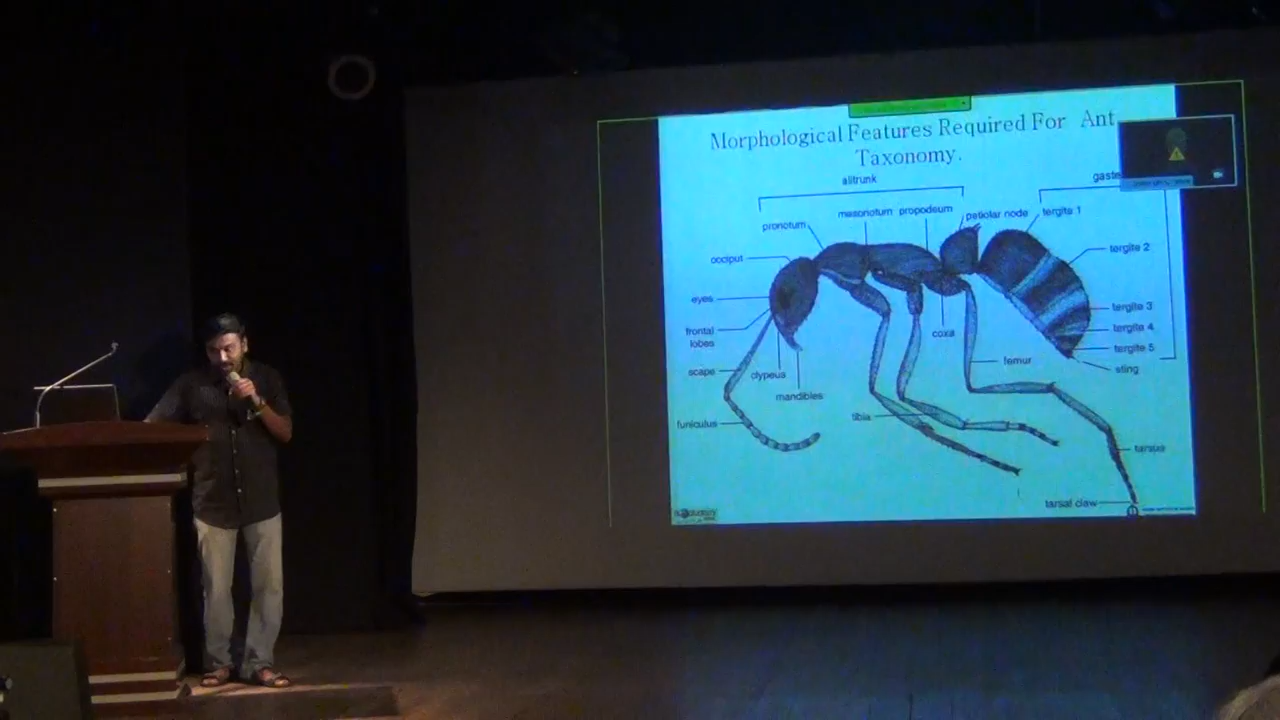 Morphological Features Required For Ant
Taxonomy.
alitrunk
gaste
mesonotum propodeum
petiolar node
tergite 1
pronotum
tergite 2
occiput
eyes
tergite 3
frontal
lobes
coxa
tergite 4
tergite 5
femur
sting
scape
clypeus
mandibles
tibia
funiculus
tarsus
tarsal claw